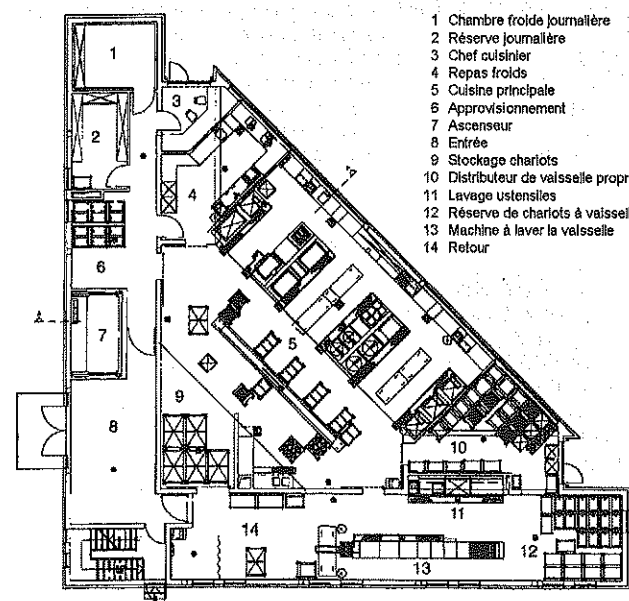 1 Chambre froide journalière
2 Réserve journalière
3 Chef cuisinier
4 Repas froids
5 Cuisine principale
6 Approvisionnement
7 Ascenseur
8 Entrée
9 Stockage chariots
10 Distributeur de vaisselle propr
11 Lavage ustensiles
12 Réserve de chariots à vaissel
13 Machine à laver la vaisselle
14 Retour
1
2
3
4
5
6
7
8
9
10
11
12
13
14